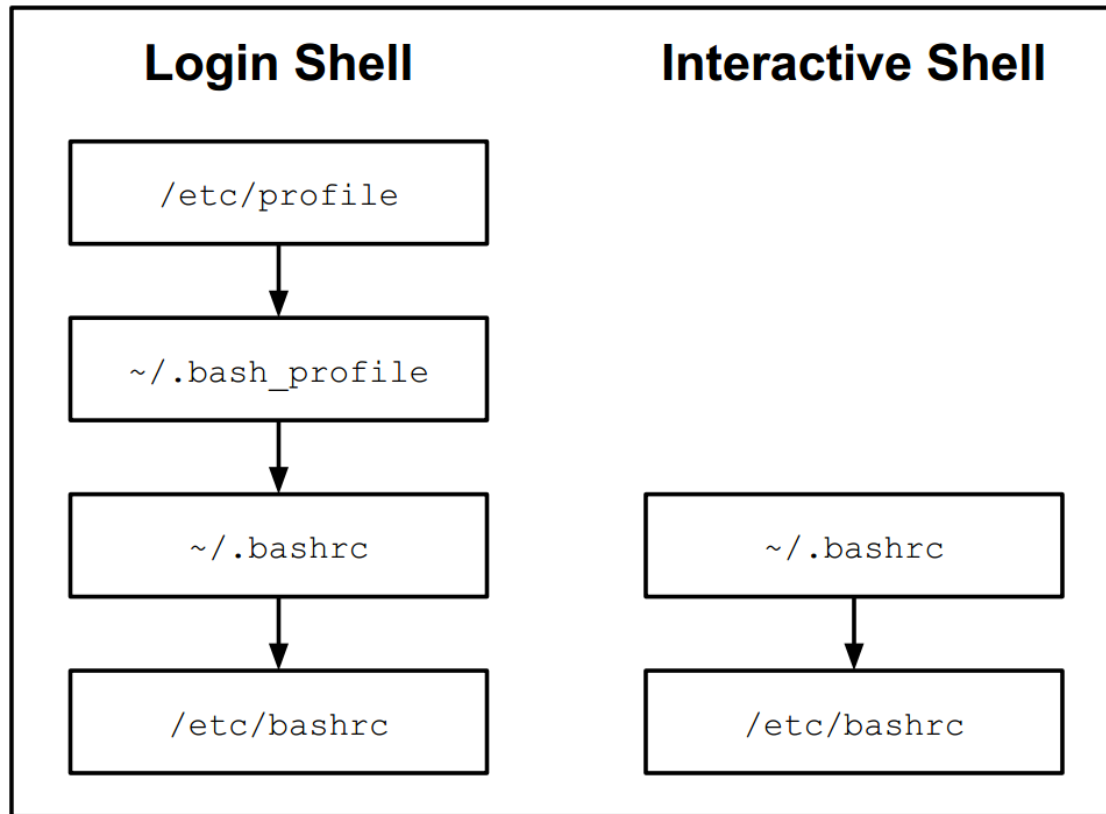 Login Shell
/etc/profile
~/.bash_profile
~/.bashrc
/etc/bashrc
Interactive Shell
~/.bashrc
/etc/bashrc